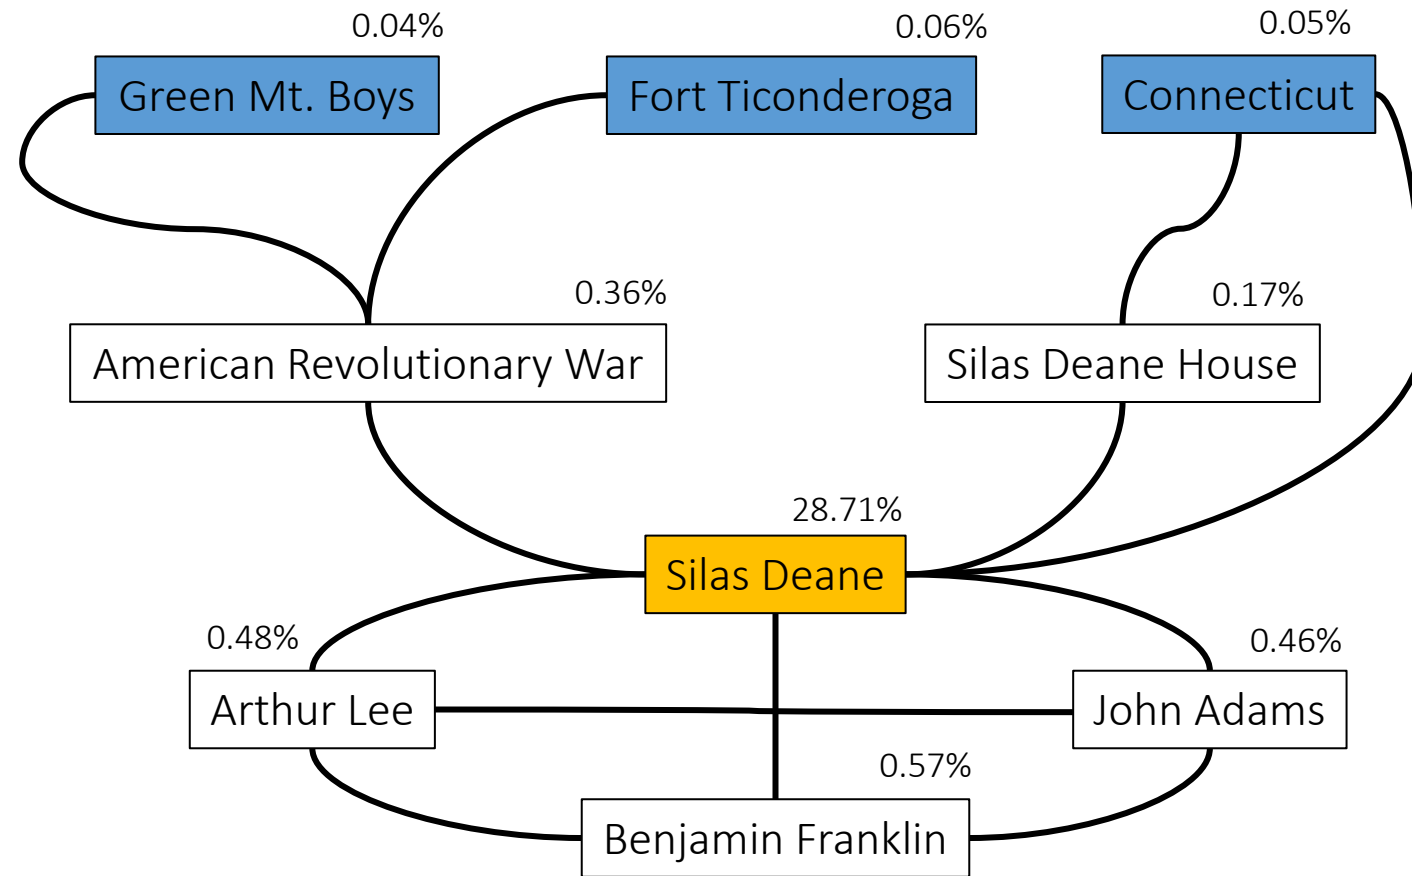 0.04%
0.06%
0.05%
Green Mt. Boys
Fort Ticonderoga
Connecticut
0.36%
0.17%
American Revolutionary War
Silas Deane House
28.71%
Silas Deane
0.48%
0.46%
Arthur Lee
John Adams
0.57%
Benjamin Franklin